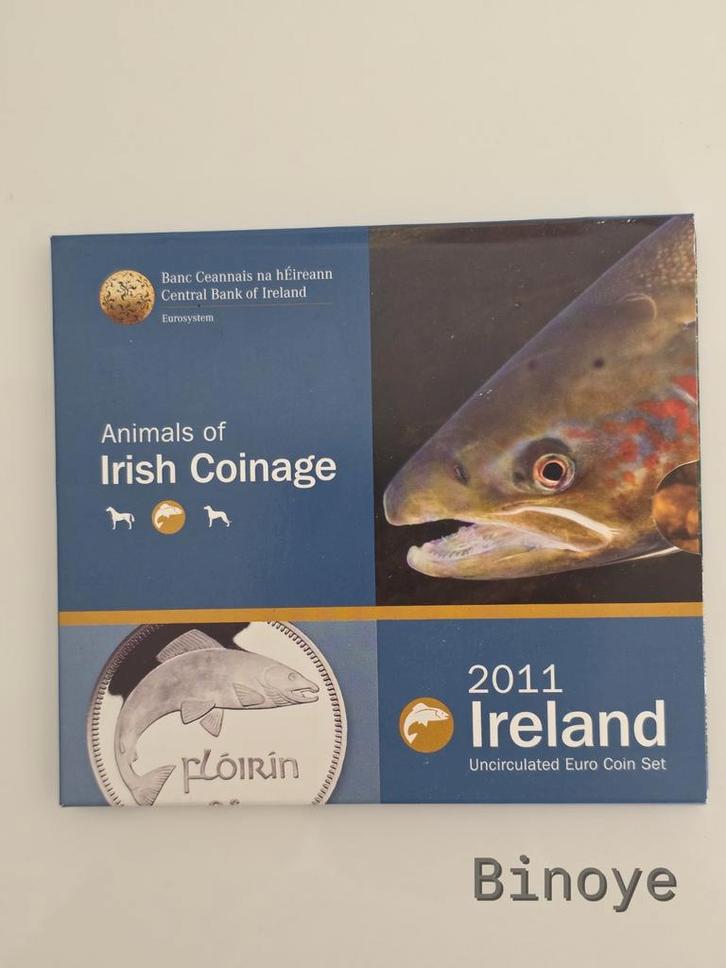 Banc Ceannais na hÉireann
Central Bank of Ireland
Eurosystem
Animals of
Irish Coinage
flóirín
2011
Ireland
Uncirculated Euro Coin Set
Binoye